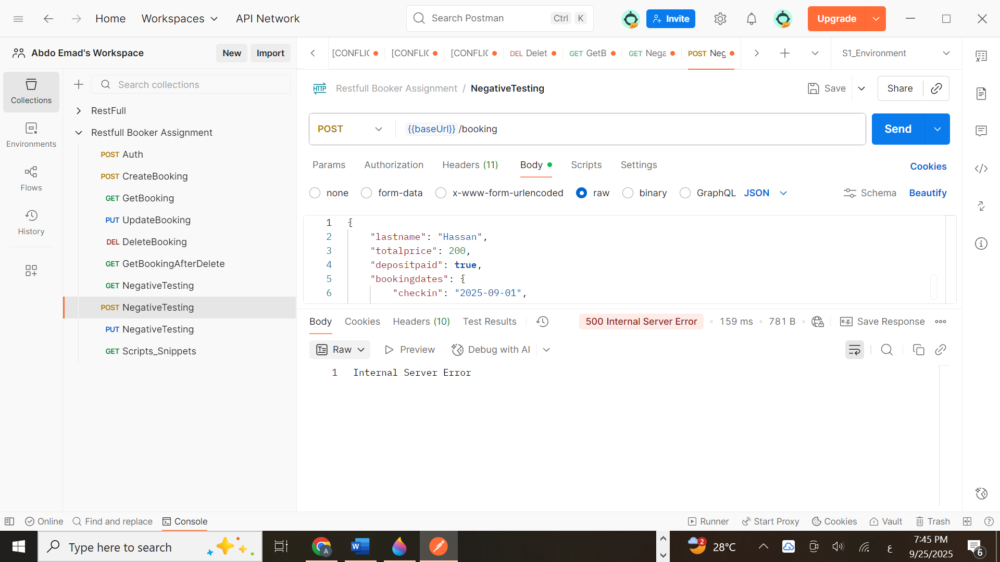 Home
Workspaces
API Network
Search Postman
Ctrl
K
Invite
Upgrade
Abdo Emad's Workspace
New
Import
[CONFLIC
[CONFLIC
[CONFLIC
DEL Delet
GET GetB
GET Nega
POST Neg
S1_Environment
Collections
Environments
Flows
History
Search collections
RestFull
Restfull Booker Assignment
POST Auth
POST CreateBooking
GET GetBooking
PUT UpdateBooking
DEL DeleteBooking
GET GetBookingAfterDelete
GET NegativeTesting
POST NegativeTesting
PUT NegativeTesting
GET Scripts_Snippets
HTTP Restfull Booker Assignment / NegativeTesting
Save
Share
POST
{{baseUrl}} /booking
Send
Params
Authorization
Headers (11)
Body
Scripts
Settings
Cookies
none
form-data
x-www-form-urlencoded
raw
binary
GraphQL
JSON
Schema
Beautify
1 {
2 "lastname": "Hassan",
3 "totalprice": 200,
4 "depositpaid": true,
5 "bookingdates": {
6 "checkin": "2025-09-01",
Body
Cookies
Headers (10)
Test Results
500 Internal Server Error
159 ms
781 B
e.g. Save Response
Raw
Preview
Debug with AI
1 Internal Server Error
Online
Find and replace
Console
Runner
Start Proxy
Cookies
Vault
Trash
Type here to search
A
W
2
28°C
ع
7:45 PM
9/25/2025
6